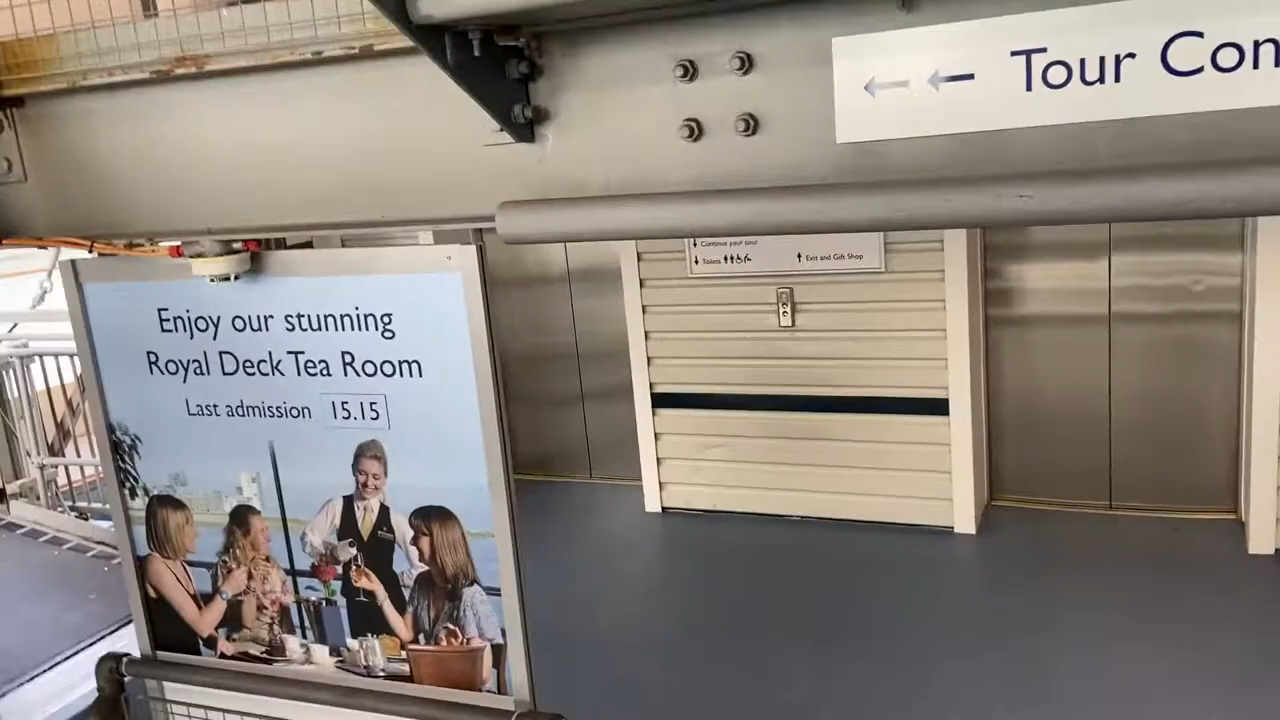 ← ← Tour Con
Continue your tour
Toilets
Exit and Gift Shop
Enjoy our stunning
Royal Deck Tea Room
Last admission 15.15